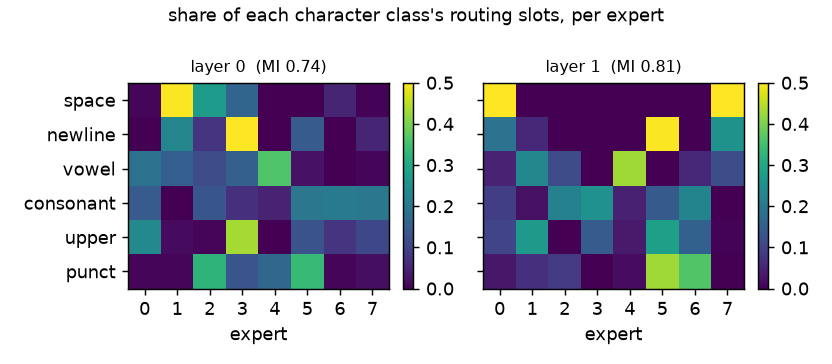 share of each character class's routing slots, per expert
layer 0  (MI 0.74)
layer 1  (MI 0.81)
space
newline
vowel
consonant
upper
punct
0.5
0.4
0.3
0.2
0.1
0.0
0.5
0.4
0.3
0.2
0.1
0.0
0 1 2 3 4 5 6 7
0 1 2 3 4 5 6 7
expert
expert